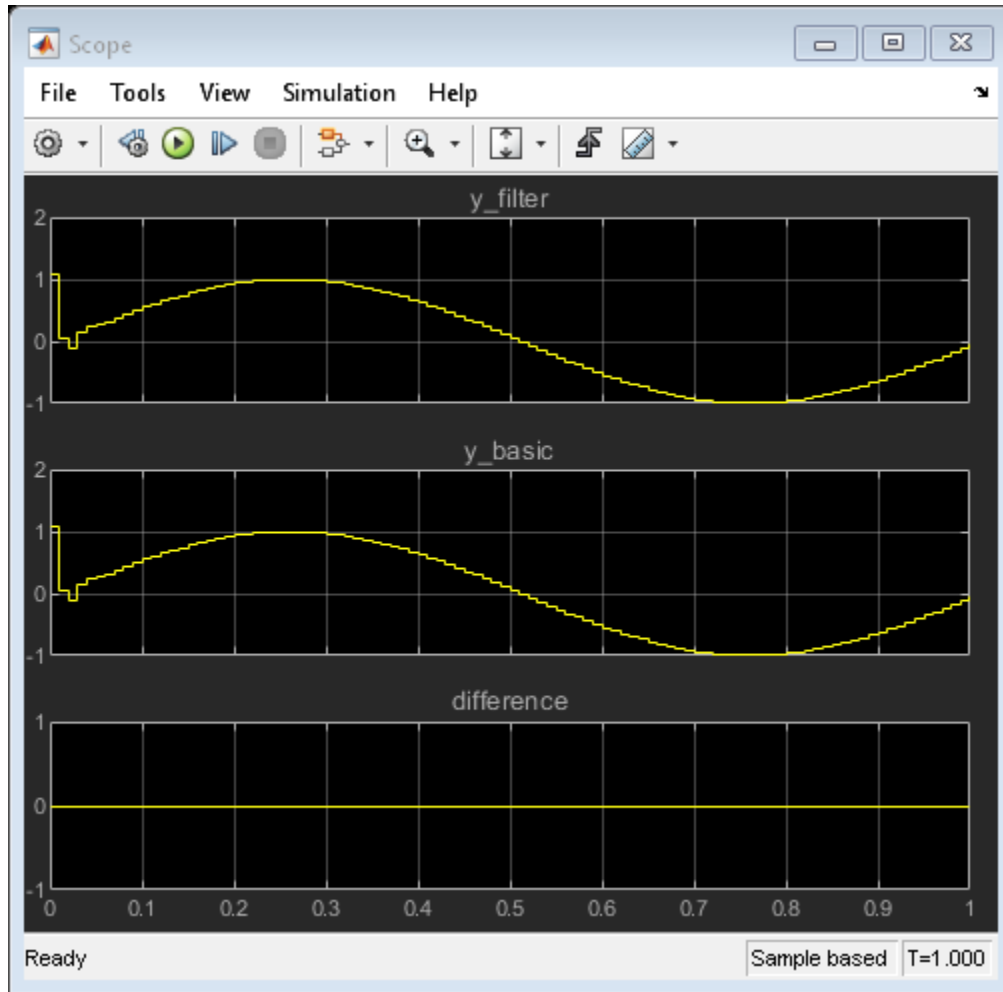 Scope
File Tools View Simulation Help
y_filter
2
1
0
-1
y_basic
2
1
0
-1
difference
1
0
-1
0 0.1 0.2 0.3 0.4 0.5 0.6 0.7 0.8 0.9 1
Ready Sample based T=1.000